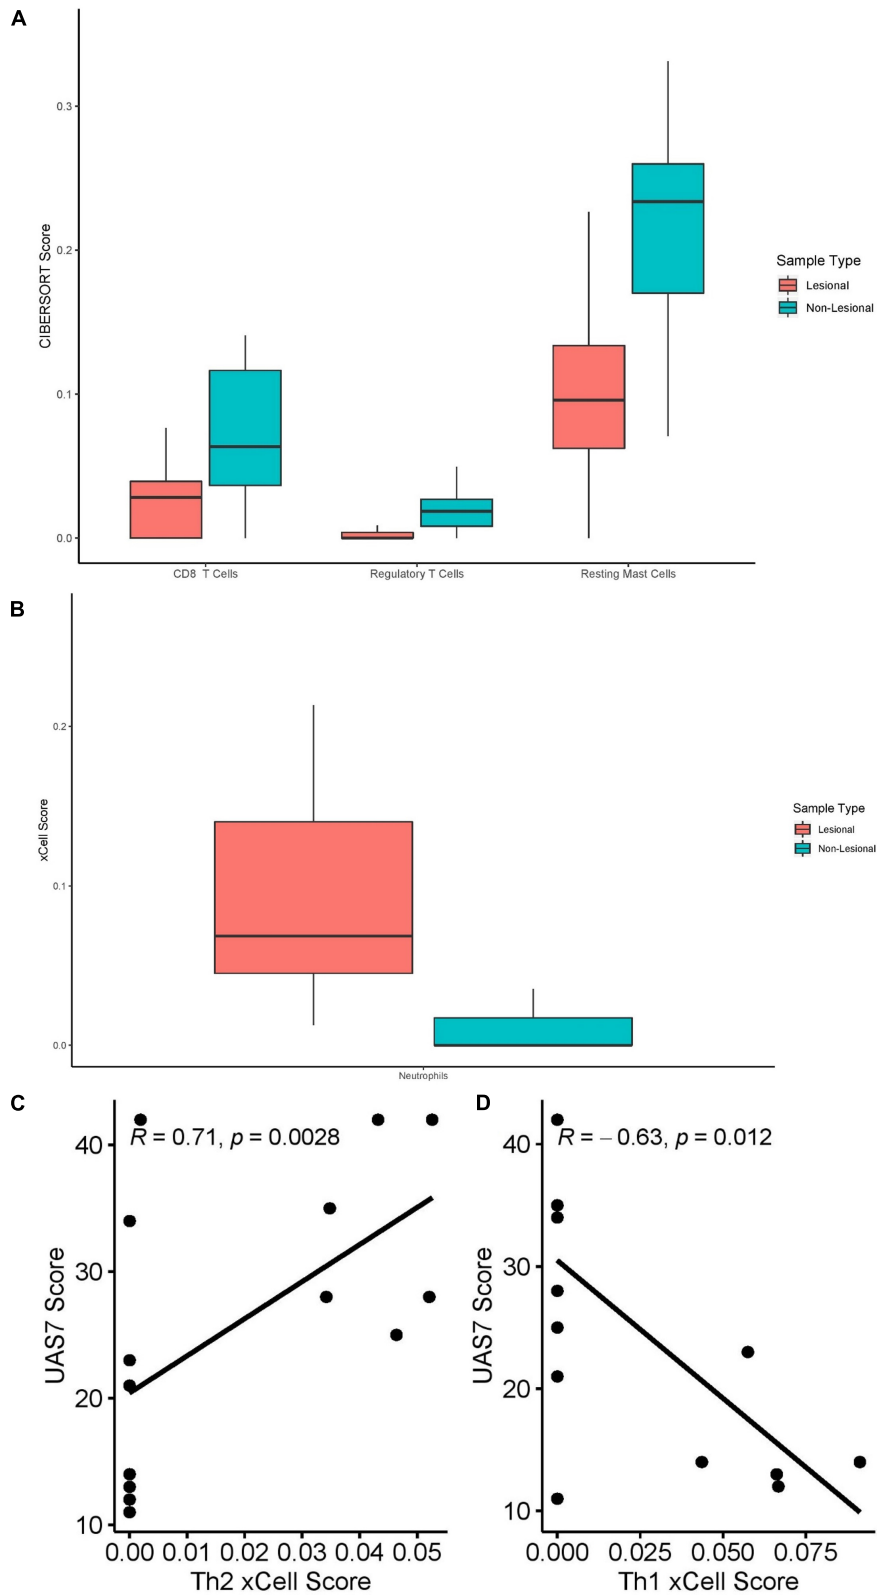 A
CIBERSORT Score
0.3
0.2
0.1
0.0
CD8 T Cells
Regulatory T Cells
Resting Mast Cells
Sample Type
Lesional
Non-Lesional
B
xCell Score
0.2
0.1
0.0
Neutrophils
Sample Type
Lesional
Non-Lesional
C
R = 0.71, p = 0.0028
UAS7 Score
40
30
20
10
0.00 0.01 0.02 0.03 0.04 0.05
Th2 xCell Score
D
R = − 0.63, p = 0.012
UAS7 Score
40
30
20
10
0.000 0.025 0.050 0.075
Th1 xCell Score